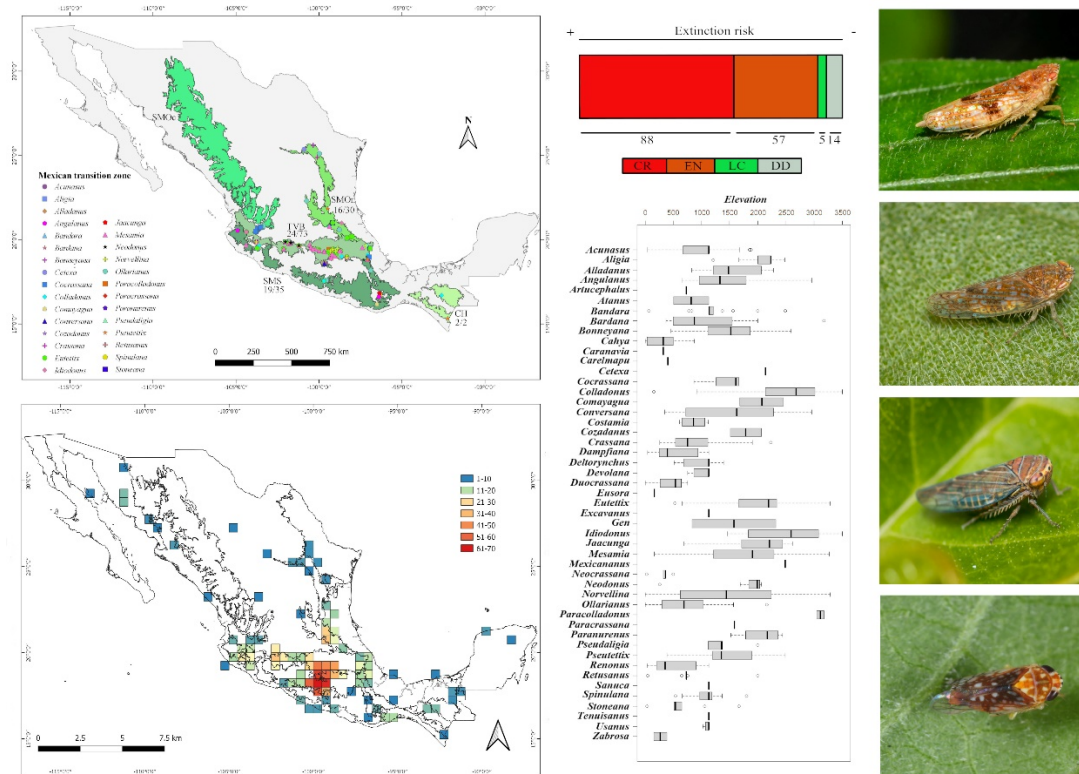 SMOc
N
Mexican transition zone
Acunasus
Aligia
Alladanus
Angulanus
Bandara
Bardana
Bonneyana
Cetexa
Cocrassana
Colladonus
Comayagua
Conversana
Cozadanus
Crassana
Eutettix
Idiodonus
Jaacunga
Mesamia
Neodonus
Norvellina
Ollarianus
Paracolladonus
Paracrassana
Paranurenus
Pseudaligia
Pseutettix
Retusanus
Spinulana
Stoneana
SMOr
16/30
TVB
24/73
SMS
19/35
CH
2/2
0 250 500 750 km
+ Extinction risk -
88 57 5 14
CR EN LC DD
Elevation
0 500 1000 1500 2000 2500 3000 3500
Acunasus
Aligia
Alladanus
Angulanus
Artucephalus
Atanus
Bandara
Bardana
Bonneyana
Cahya
Caranavia
Carelmapu
Cetexa
Cocrassana
Colladonus
Comayagua
Conversana
Costamia
Cozadanus
Crassana
Dampfiana
Deltorynchus
Devolana
Duocrassana
Eusora
Eutettix
Excavanus
Gen
Idiodonus
Jaacunga
Mesamia
Mexicananus
Neocrassana
Neodonus
Norvellina
Ollarianus
Paracolladonus
Paracrassana
Paranurenus
Pseudaligia
Pseutettix
Renonus
Retusanus
Sanuca
Spinulana
Stoneana
Tenuisanus
Usanus
Zabrosa
1-10
11-20
21-30
31-40
41-50
51-60
61-70
0 2.5 5 7.5 km